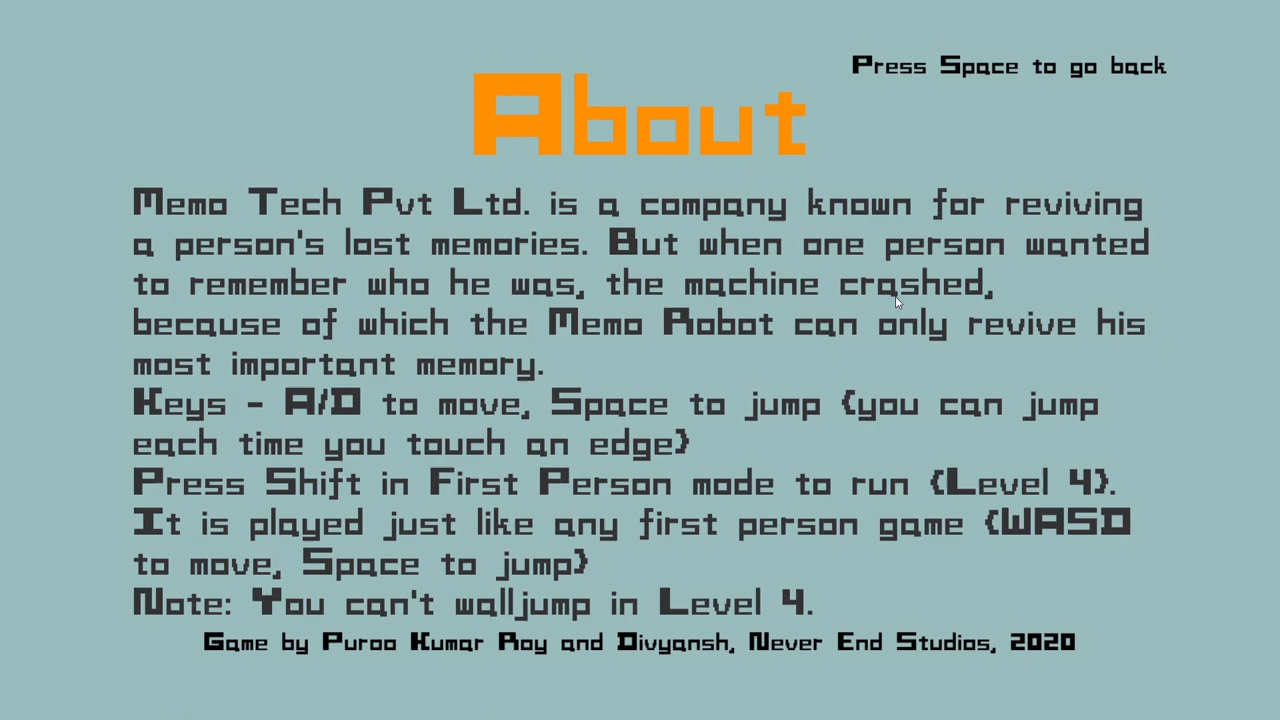 Press Space to go back
About
Memo Tech Pvt Ltd. is a company known for reviving
a person's lost memories. But when one person wanted
to remember who he was, the machine crashed,
because of which the Memo Robot can only revive his
most important memory.
Keys - A/D to move, Space to jump (you can jump
each time you touch an edge)
Press Shift in First Person mode to run (Level 4).
It is played just like any first person game (WASD
to move, Space to jump)
Note: You can't walljump in Level 4.
Game by Puroo Kumar Roy and Divyansh, Never End Studios, 2020